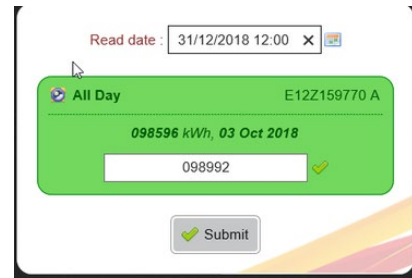 Read date : 31/12/2018 12:00
All Day E12Z159770 A
098596 kWh, 03 Oct 2018
098992
Submit